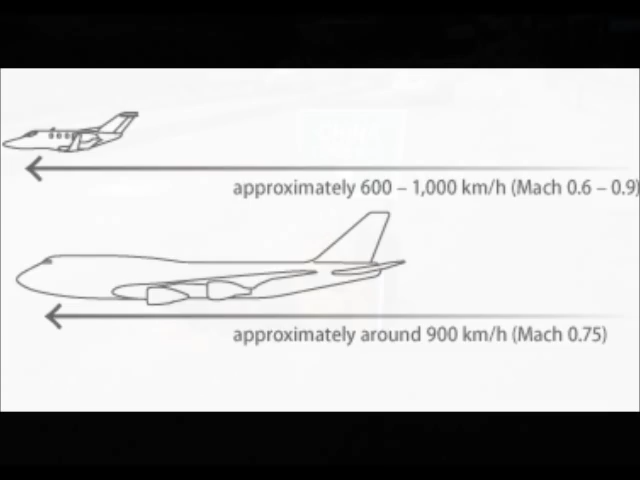 approximately 600 – 1,000 km/h (Mach 0.6 – 0.9)
approximately around 900 km/h (Mach 0.75)